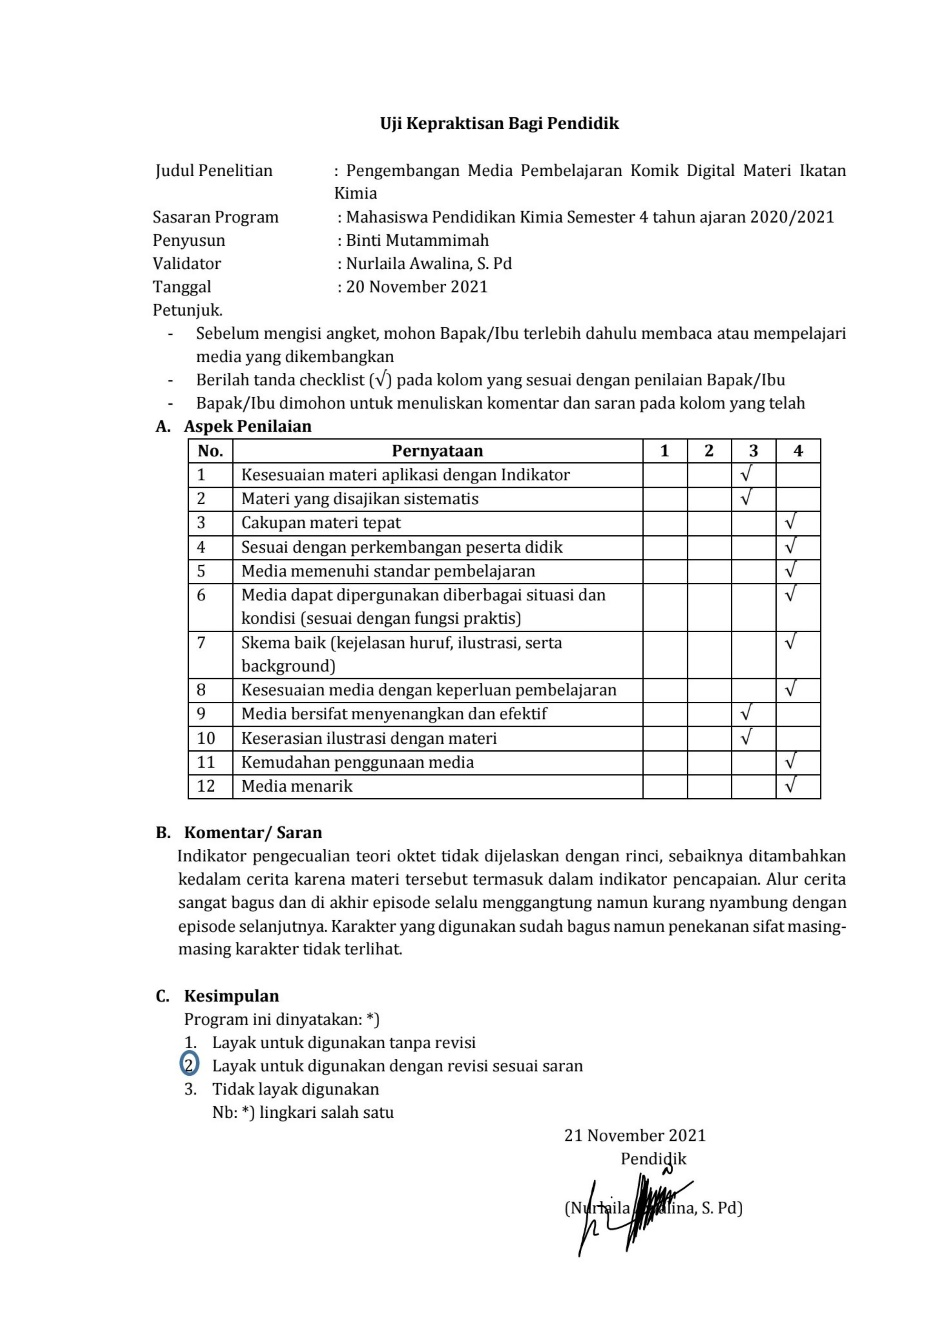 Uji Kepraktisan Bagi Pendidik
Judul Penelitian : Pengembangan Media Pembelajaran Komik Digital Materi Ikatan
Kimia
Sasaran Program : Mahasiswa Pendidikan Kimia Semester 4 tahun ajaran 2020/2021
Penyusun : Binti Mutammimah
Validator : Nurlaila Awalina, S. Pd
Tanggal : 20 November 2021
Petunjuk.
- Sebelum mengisi angket, mohon Bapak/Ibu terlebih dahulu membaca atau mempelajari
media yang dikembangkan
- Berilah tanda checklist (√) pada kolom yang sesuai dengan penilaian Bapak/Ibu
- Bapak/Ibu dimohon untuk menuliskan komentar dan saran pada kolom yang telah
A. Aspek Penilaian
No. Pernyataan 1 2 3 4
1 Kesesuaian materi aplikasi dengan Indikator √
2 Materi yang disajikan sistematis √
3 Cakupan materi tepat √
4 Sesuai dengan perkembangan peserta didik √
5 Media memenuhi standar pembelajaran √
6 Media dapat dipergunakan diberbagai situasi dan √
kondisi (sesuai dengan fungsi praktis)
7 Skema baik (kejelasan huruf, ilustrasi, serta √
background)
8 Kesesuaian media dengan keperluan pembelajaran √
9 Media bersifat menyenangkan dan efektif √
10 Keserasian ilustrasi dengan materi √
11 Kemudahan penggunaan media √
12 Media menarik √
B. Komentar/ Saran
Indikator pengecualian teori oktet tidak dijelaskan dengan rinci, sebaiknya ditambahkan
kedalam cerita karena materi tersebut termasuk dalam indikator pencapaian. Alur cerita
sangat bagus dan di akhir episode selalu menggangtung namun kurang nyambung dengan
episode selanjutnya. Karakter yang digunakan sudah bagus namun penekanan sifat masing-
masing karakter tidak terlihat.
C. Kesimpulan
Program ini dinyatakan: *)
1. Layak untuk digunakan tanpa revisi
2. Layak untuk digunakan dengan revisi sesuai saran
3. Tidak layak digunakan
Nb: *) lingkari salah satu
21 November 2021
Pendidik
(Nurlaila Awalina, S. Pd)